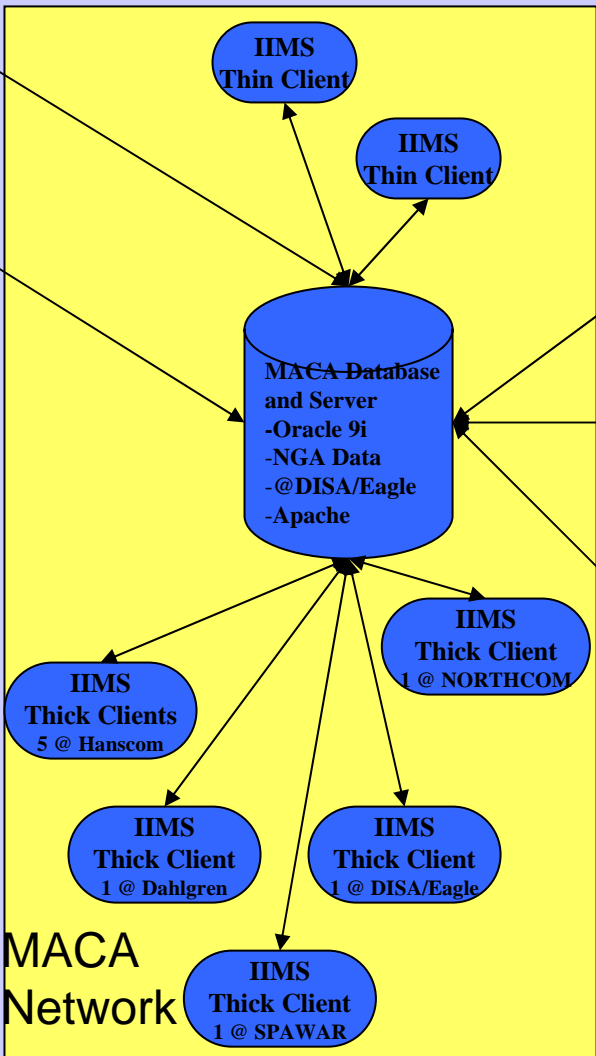 IIMS
Thin Client
IIMS
Thin Client
MACA Database
and Server
-Oracle 9i
-NGA Data
-@DISA/Eagle
-Apache
IIMS
Thick Client
1 @ NORTHCOM
IIMS
Thick Clients
5 @ Hanscom
IIMS
Thick Client
1 @ Dahlgren
IIMS
Thick Client
1 @ DISA/Eagle
MACA
Network
IIMS
Thick Client
1 @ SPAWAR